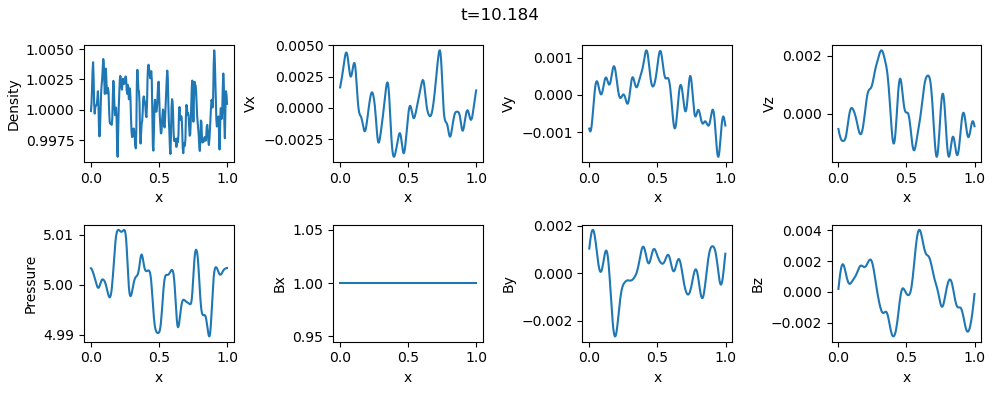 t=10.184
1.0050
1.0025
1.0000
0.9975
Density
0.0 0.5 1.0
x
0.0050
0.0025
0.0000
−0.0025
Vx
0.0 0.5 1.0
x
0.001
0.000
−0.001
Vy
0.0 0.5 1.0
x
0.002
0.000
Vz
0.0 0.5 1.0
x
5.01
5.00
4.99
Pressure
0.0 0.5 1.0
x
1.05
1.00
0.95
Bx
0.0 0.5 1.0
x
0.002
0.000
−0.002
By
0.0 0.5 1.0
x
0.004
0.002
0.000
−0.002
Bz
0.0 0.5 1.0
x